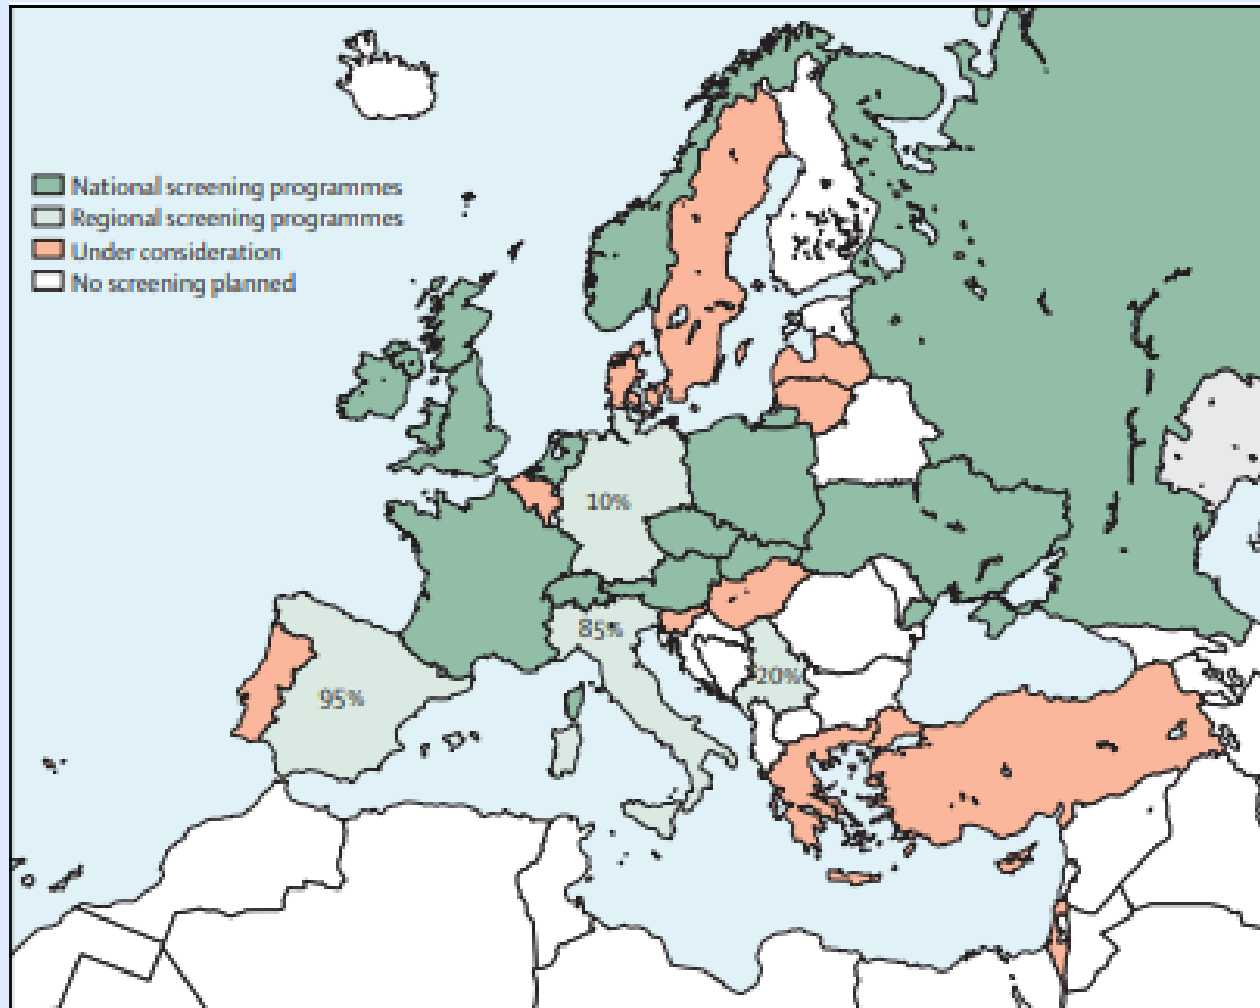 National screening programmes
Regional screening programmes
Under consideration
No screening planned
10%
85%
20%
95%